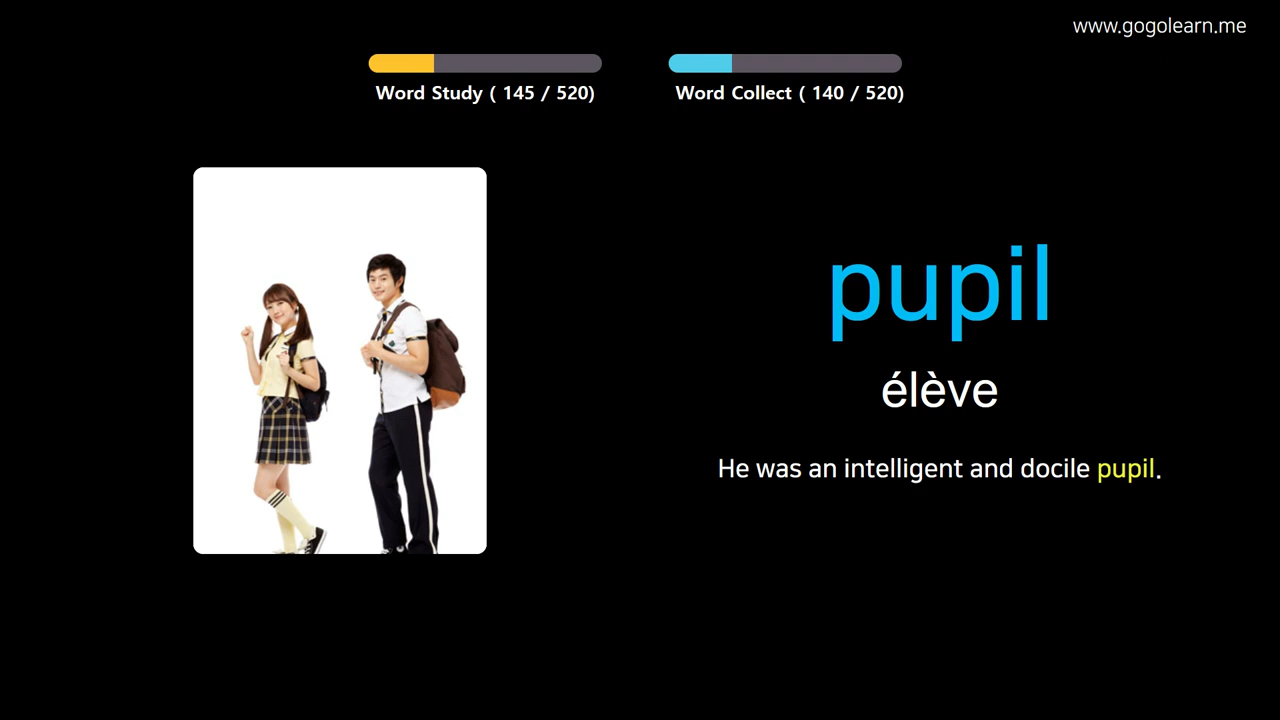 www.gogolearn.me
Word Study ( 145 / 520)
Word Collect ( 140 / 520)
pupil
élève
He was an intelligent and docile pupil.